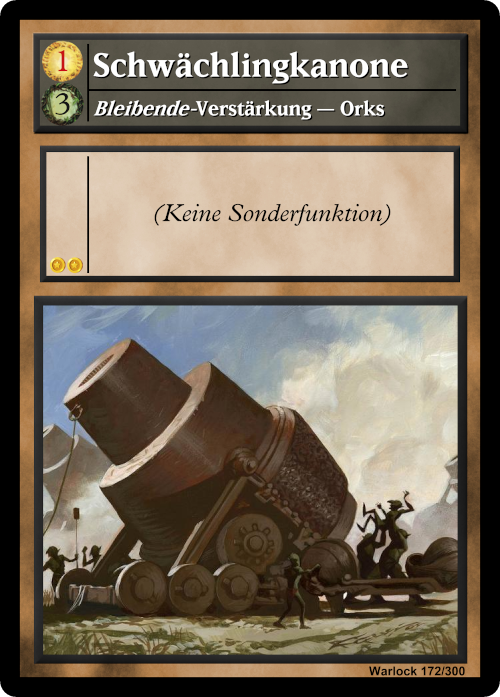 1 Schwächlingkanone
3 Bleibende-Verstärkung — Orks
(Keine Sonderfunktion)
Warlock 172/300